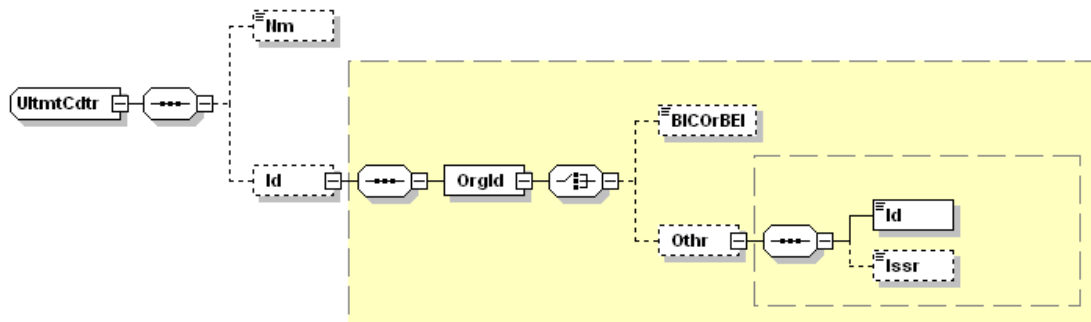 Nm
UltmtCdtr
BICOrBEI
Id
OrgId
Id
Othr
Issr